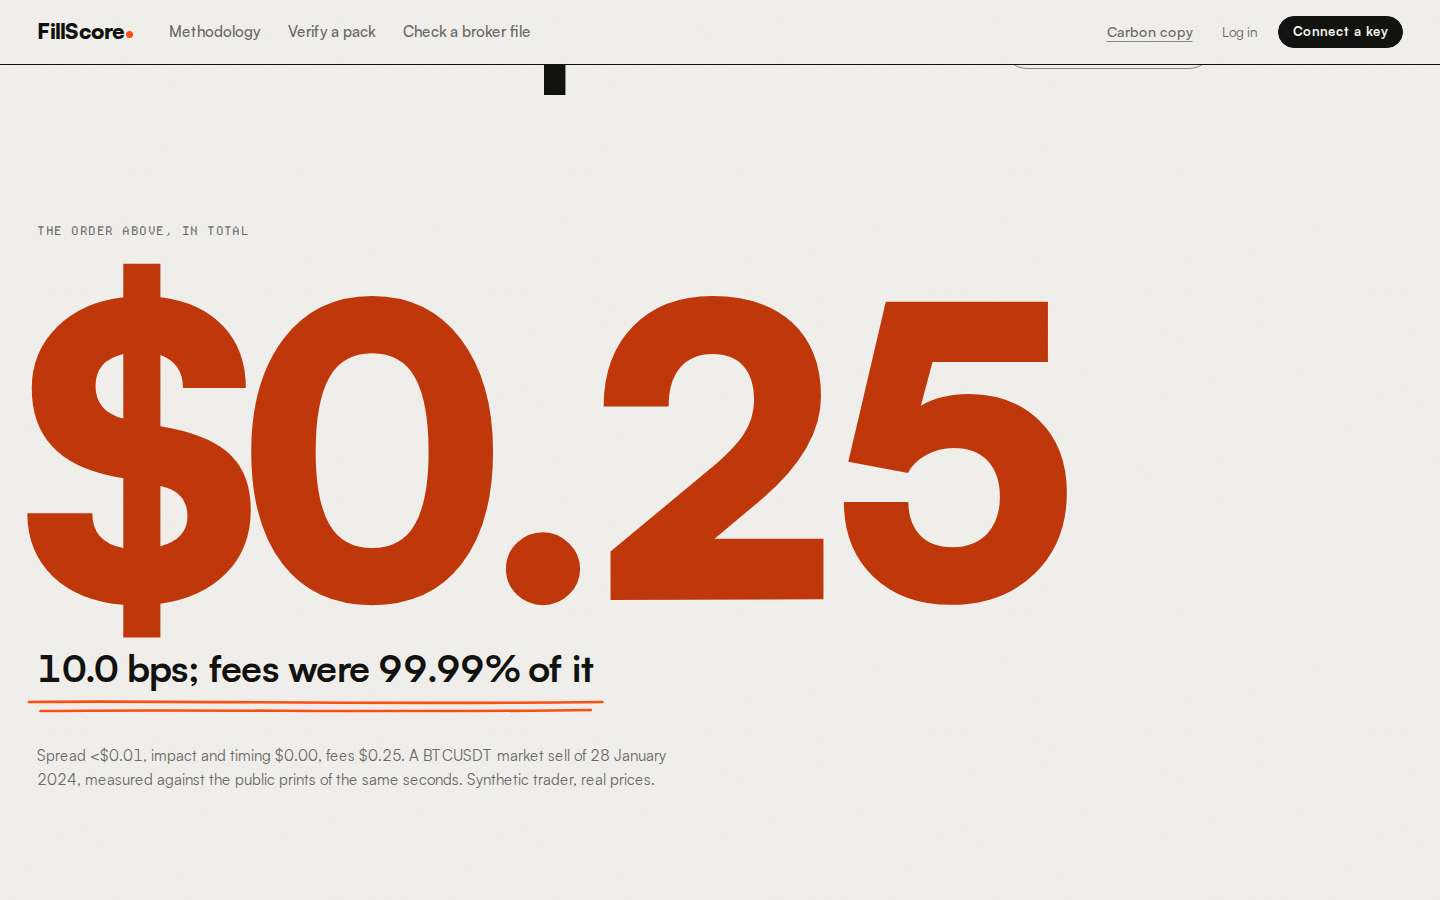 FillScore.
Methodology
Verify a pack
Check a broker file
Carbon copy
Log in
Connect a key
THE ORDER ABOVE, IN TOTAL
$0.25
10.0 bps; fees were 99.99% of it
Spread <$0.01, impact and timing $0.00, fees $0.25. A BTCUSDT market sell of 28 January
2024, measured against the public prints of the same seconds. Synthetic trader, real prices.